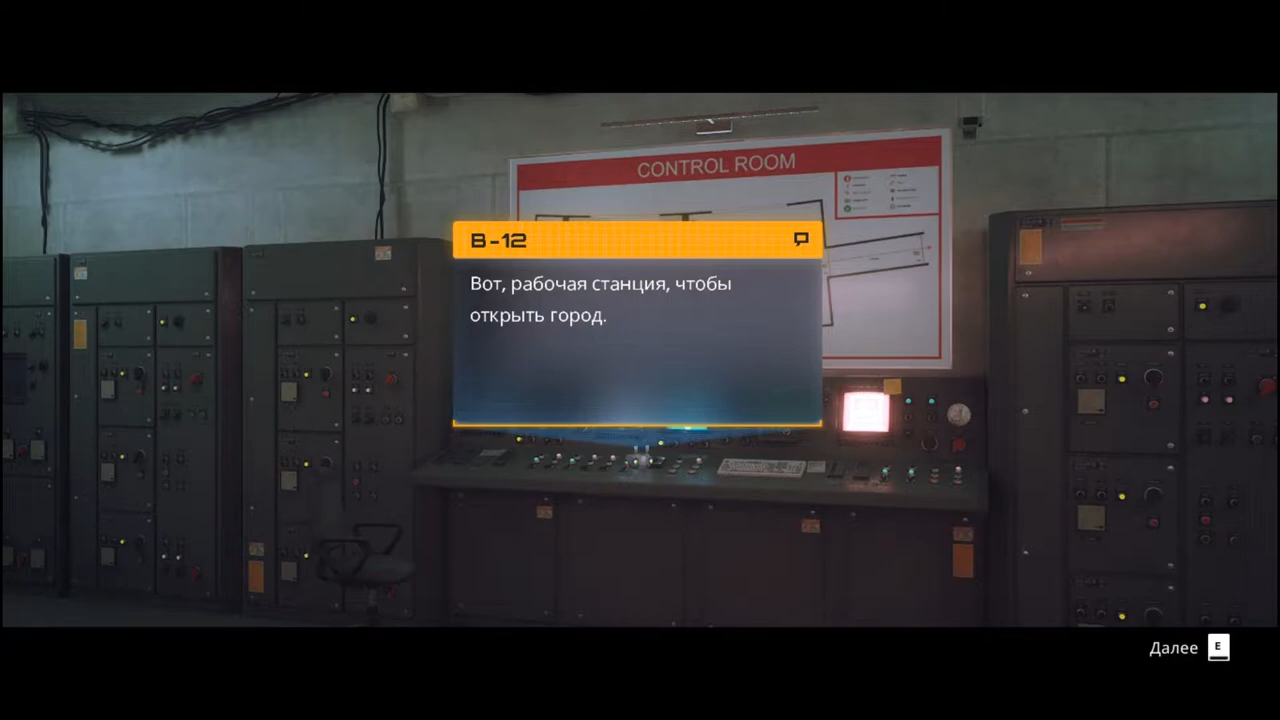 CONTROL ROOM
B-12
Вот, рабочая станция, чтобы
открыть город.
Далее E